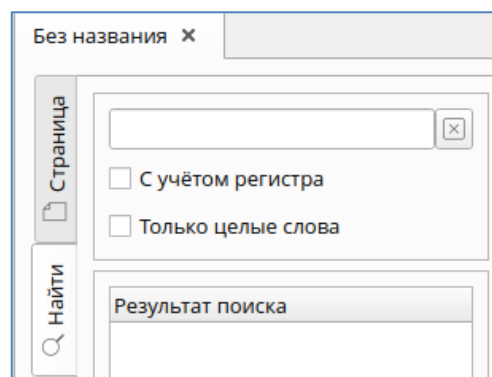 Без названия
Страница
Найти
С учётом регистра
Только целые слова
Результат поиска